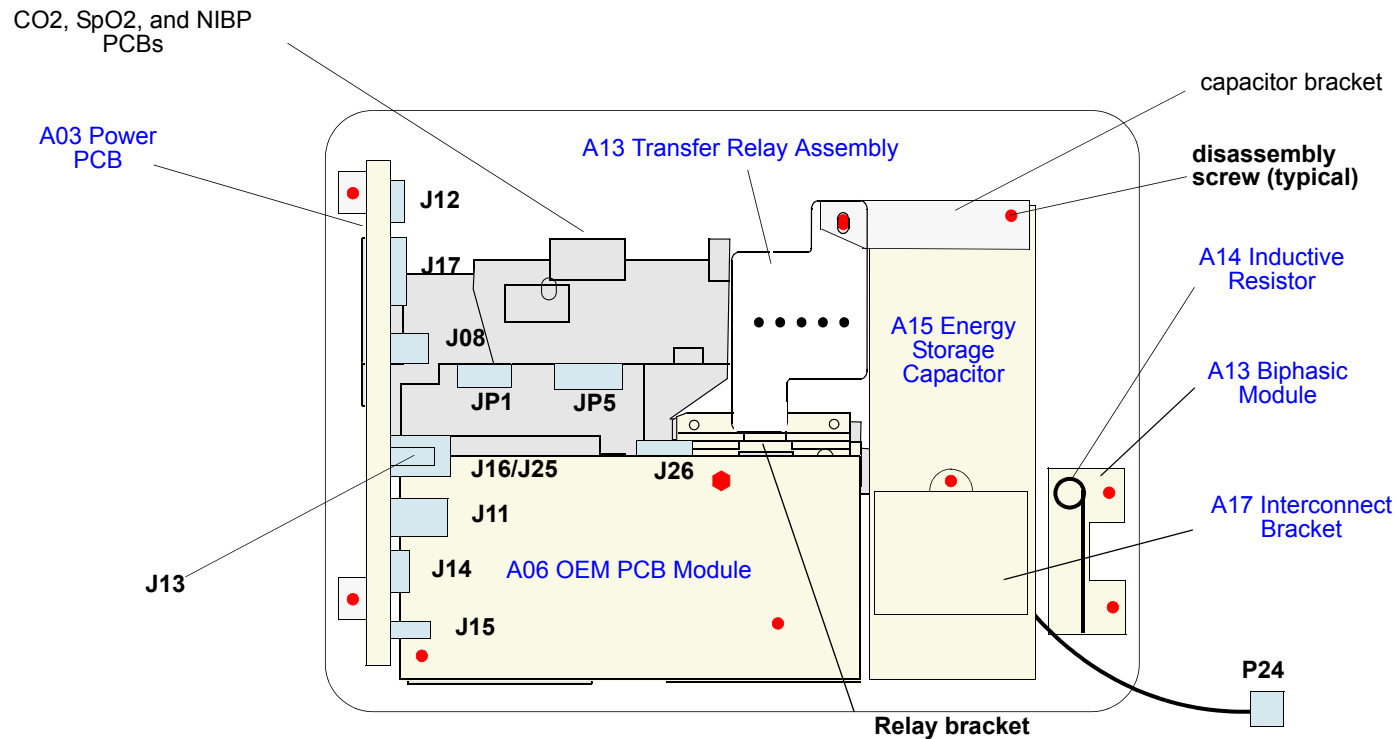 CO2, SpO2, and NIBP
PCBs
capacitor bracket
A03 Power
PCB
A13 Transfer Relay Assembly
disassembly
screw (typical)
J12
J17
A14 Inductive
Resistor
J08
A15 Energy
Storage
Capacitor
A13 Biphasic
Module
JP1
JP5
J16/J25
J26
A17 Interconnect
Bracket
J11
J13
J14
A06 OEM PCB Module
J15
P24
Relay bracket